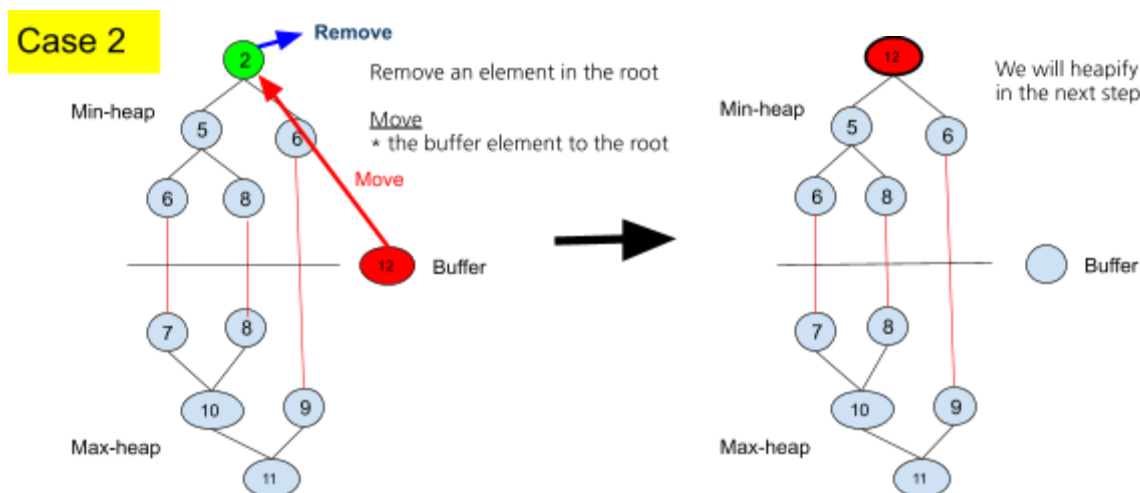 Case 2
2
Remove
Remove an element in the root
Min-heap
5
6
Move
* the buffer element to the root
6
8
Move
12
Buffer
7
8
10
9
Max-heap
11
12
We will heapify
in the next step
Min-heap
5
6
6
8
Buffer
7
8
10
9
Max-heap
11